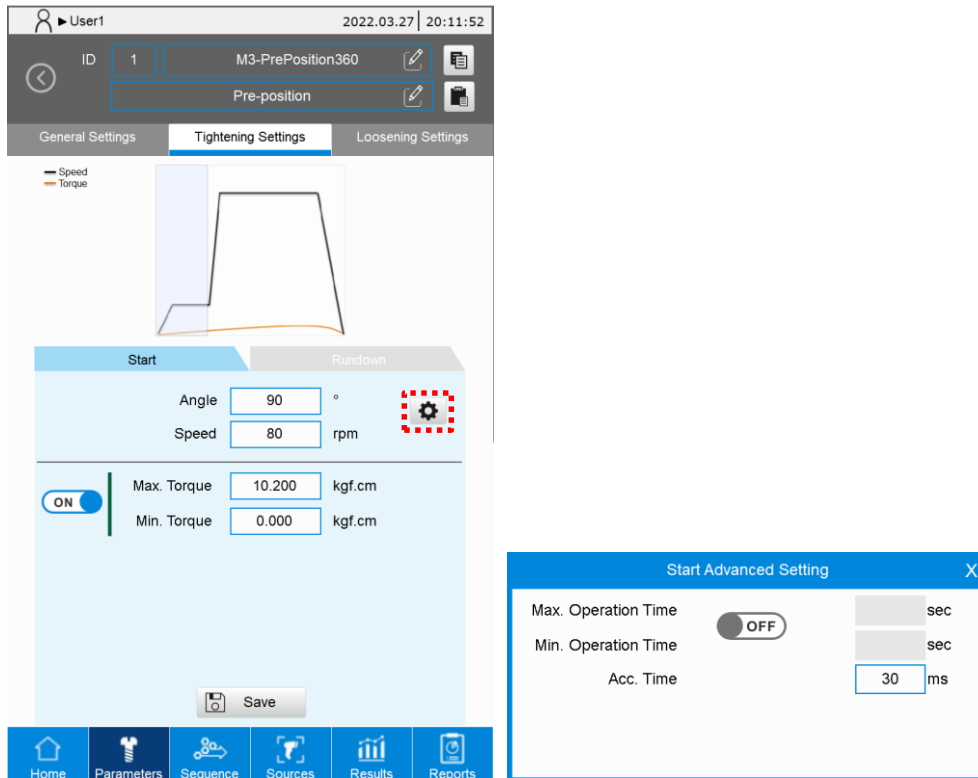 ►User1 2022.03.27 20:11:52
ID 1 M3-PrePosition360
Pre-position
General Settings Tightening Settings Loosening Settings
Speed
Torque
Start Rundown
Angle 90 °
Speed 80 rpm
Max. Torque 10.200 kgf.cm
ON
Min. Torque 0.000 kgf.cm
Save
Home Parameters Sequence Sources Results Reports
Start Advanced Setting X
Max. Operation Time sec
OFF
Min. Operation Time sec
Acc. Time 30 ms